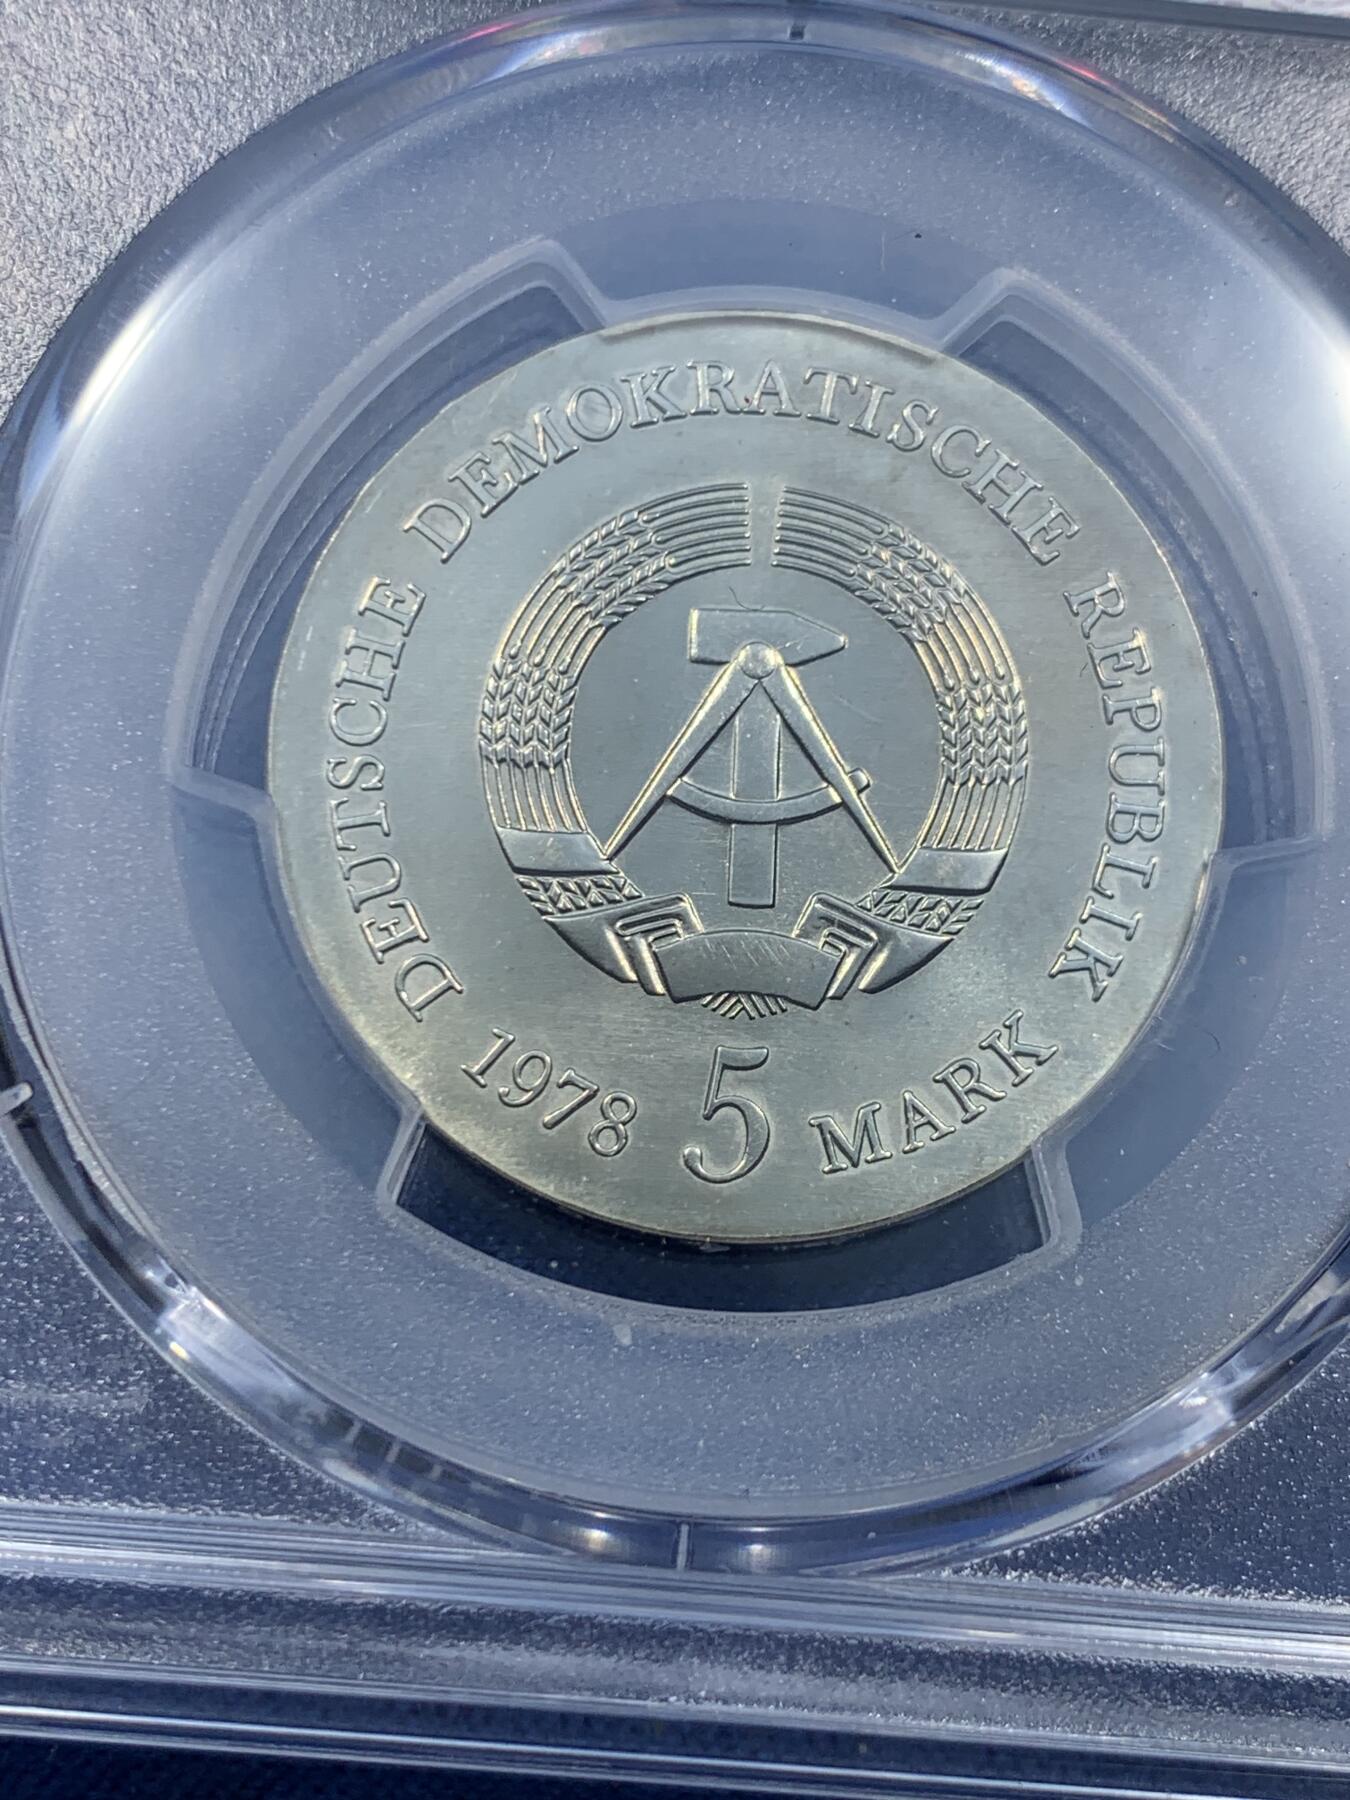 DEUTSCHE DEMOKRATISCHE REPUBLIK
1978 5 MARK